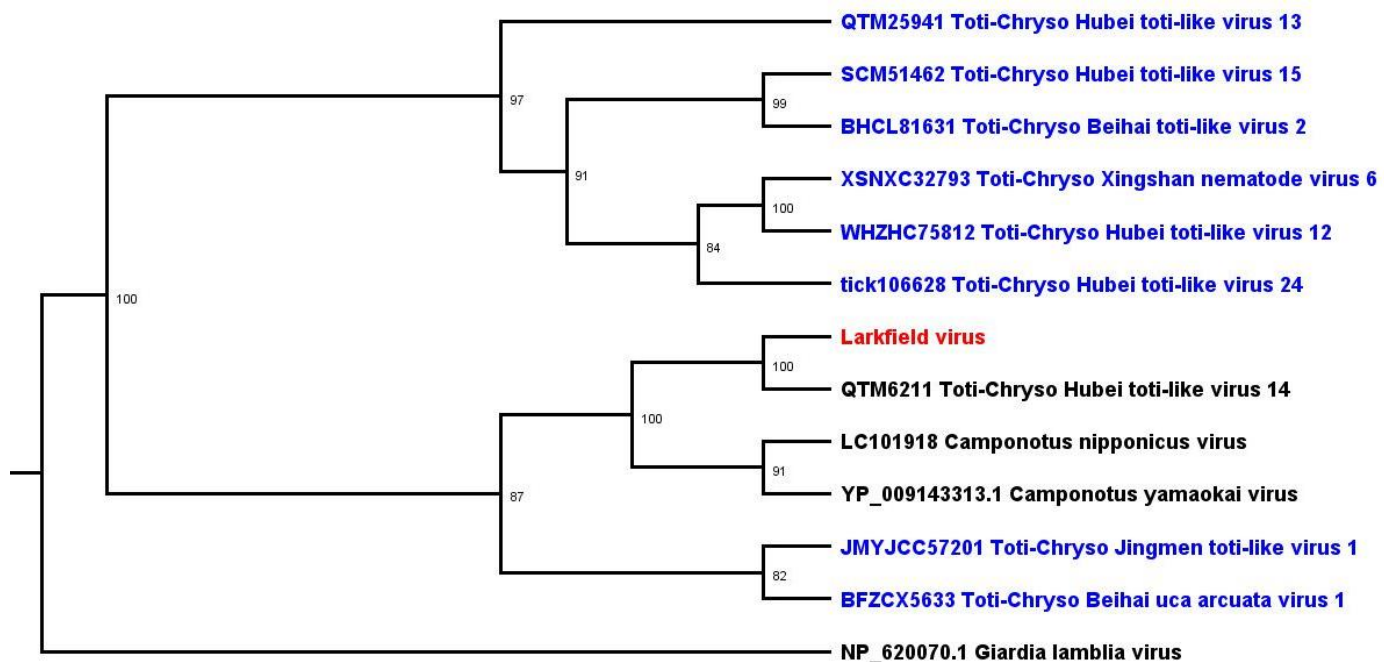 QTM25941 Toti-Chryso Hubei toti-like virus 13
SCM51462 Toti-Chryso Hubei toti-like virus 15
99
97
BHCL81631 Toti-Chryso Beihai toti-like virus 2
91
XSNXC32793 Toti-Chryso Xingshan nematode virus 6
100
WHZHC75812 Toti-Chryso Hubei toti-like virus 12
84
tick106628 Toti-Chryso Hubei toti-like virus 24
100
Larkfield virus
100
QTM6211 Toti-Chryso Hubei toti-like virus 14
100
LC101918 Camponotus nipponicus virus
91
YP_009143313.1 Camponotus yamaokai virus
87
JMYJCC57201 Toti-Chryso Jingmen toti-like virus 1
82
BFZCX5633 Toti-Chryso Beihai uca arcuata virus 1
NP_620070.1 Giardia lamblia virus